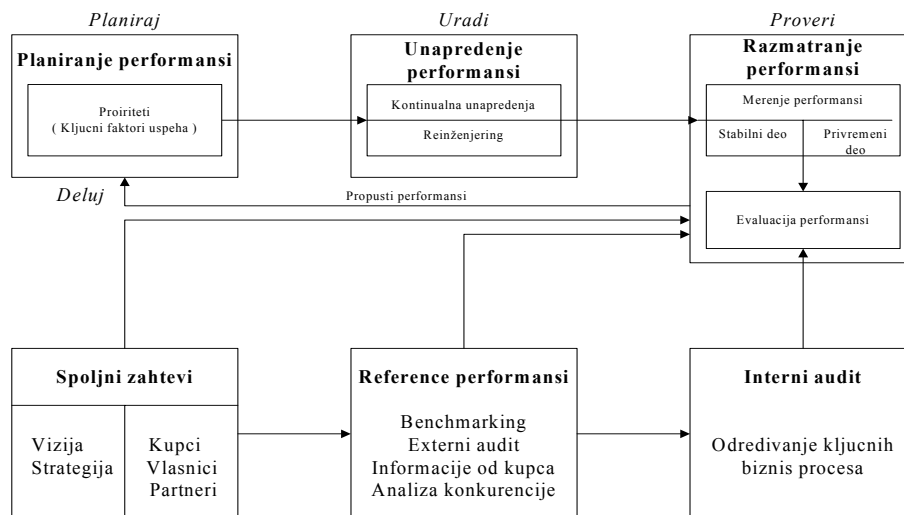 Planiraj
Uradi
Proveri
Planiranje performansi
Proiriteti
( Kljucni faktori uspeha )
Unapredenje
performansi
Kontinualna unapredenja
Reinženjering
Razmatranje
performansi
Merenje performansi
Stabilni deo
Privremeni
deo
Evaluacija performansi
Deluj
Propusti performansi
Spoljni zahtevi
Vizija
Strategija
Kupci
Vlasnici
Partneri
Reference performansi
Benchmarking
Externi audit
Informacije od kupca
Analiza konkurencije
Interni audit
Odredivanje kljucnih
biznis procesa